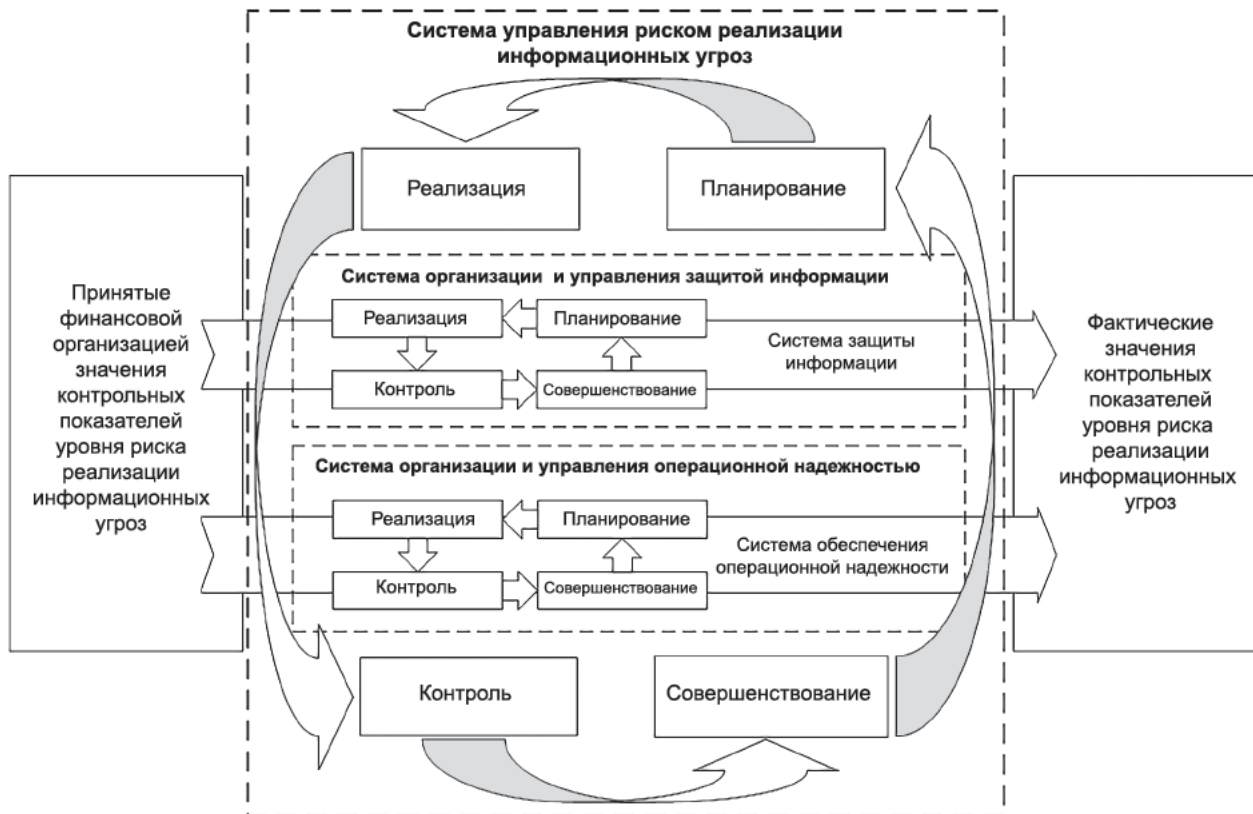 Система управления риском реализации
информационных угроз
Реализация
Планирование
Принятые
финансовой
организацией
значения
контрольных
показателей
уровня риска
реализации
информационных
угроз
Система организации и управления защитой информации
Реализация
Планирование
Контроль
Совершенствование
Система защиты
информации
Система организации и управления операционной надежностью
Реализация
Планирование
Контроль
Совершенствование
Система обеспечения
операционной надежности
Фактические
значения
контрольных
показателей
уровня риска
реализации
информационных
угроз
Контроль
Совершенствование